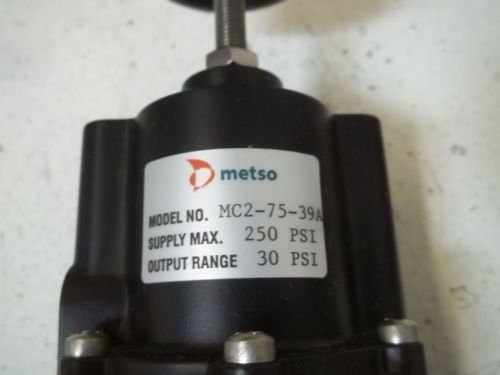 metso
MODEL NO. MC2-75-39A
SUPPLY MAX. 250 PSI
OUTPUT RANGE 30 PSI